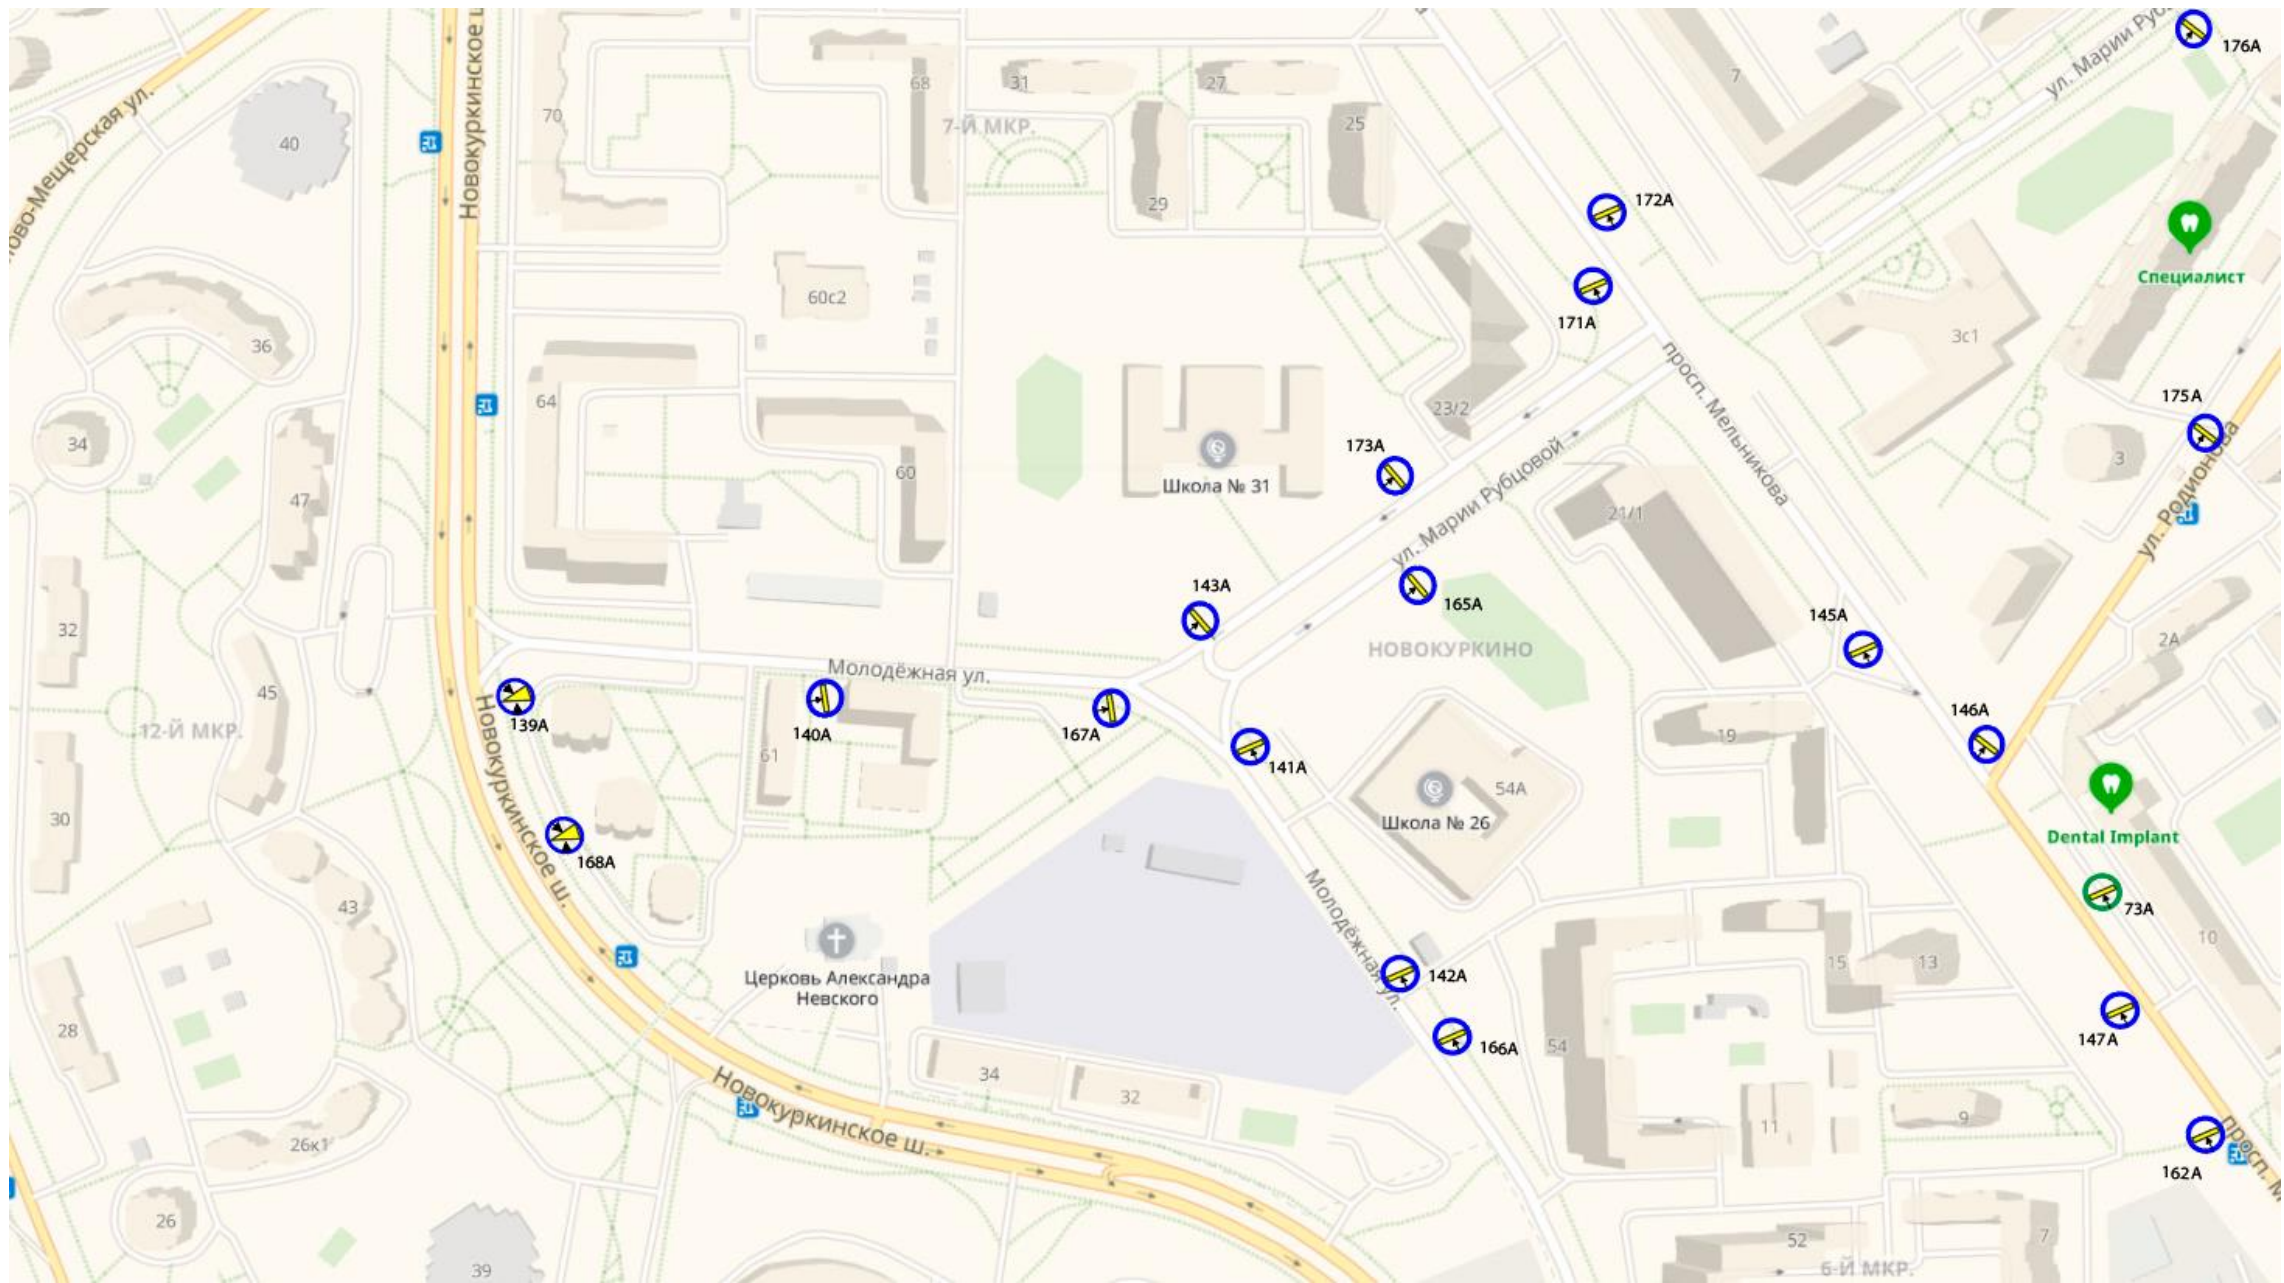 Новокуркинское ш.
ул. Марии Руб
176А
68
31
27
7
70
25
7-Й МКР.
40
ово-Мещерская ул.
29
172А
Специалист
60с2
171А
36
3с1
просп. Мельникова
64
175А
23/2
34
173А
60
3
Школа № 31
47
ул. Марии Рубцовой
21/1
ул. Родионова
143А
165А
145А
32
НОВОКУРКИНО
2А
Молодёжная ул.
45
146А
139А
140А
167А
12-Й МКР.
19
61
141А
Новокуркинское ш.
54А
30
Школа № 26
Dental Implant
168А
43
73А
Молодёжная ул.
10
15
13
Церковь Александра
Невского
142А
28
147А
166А
54
34
32
Новокуркинское ш.
9
11
26к1
просп. М
162А
26
52
7
39
6-Й МКР.